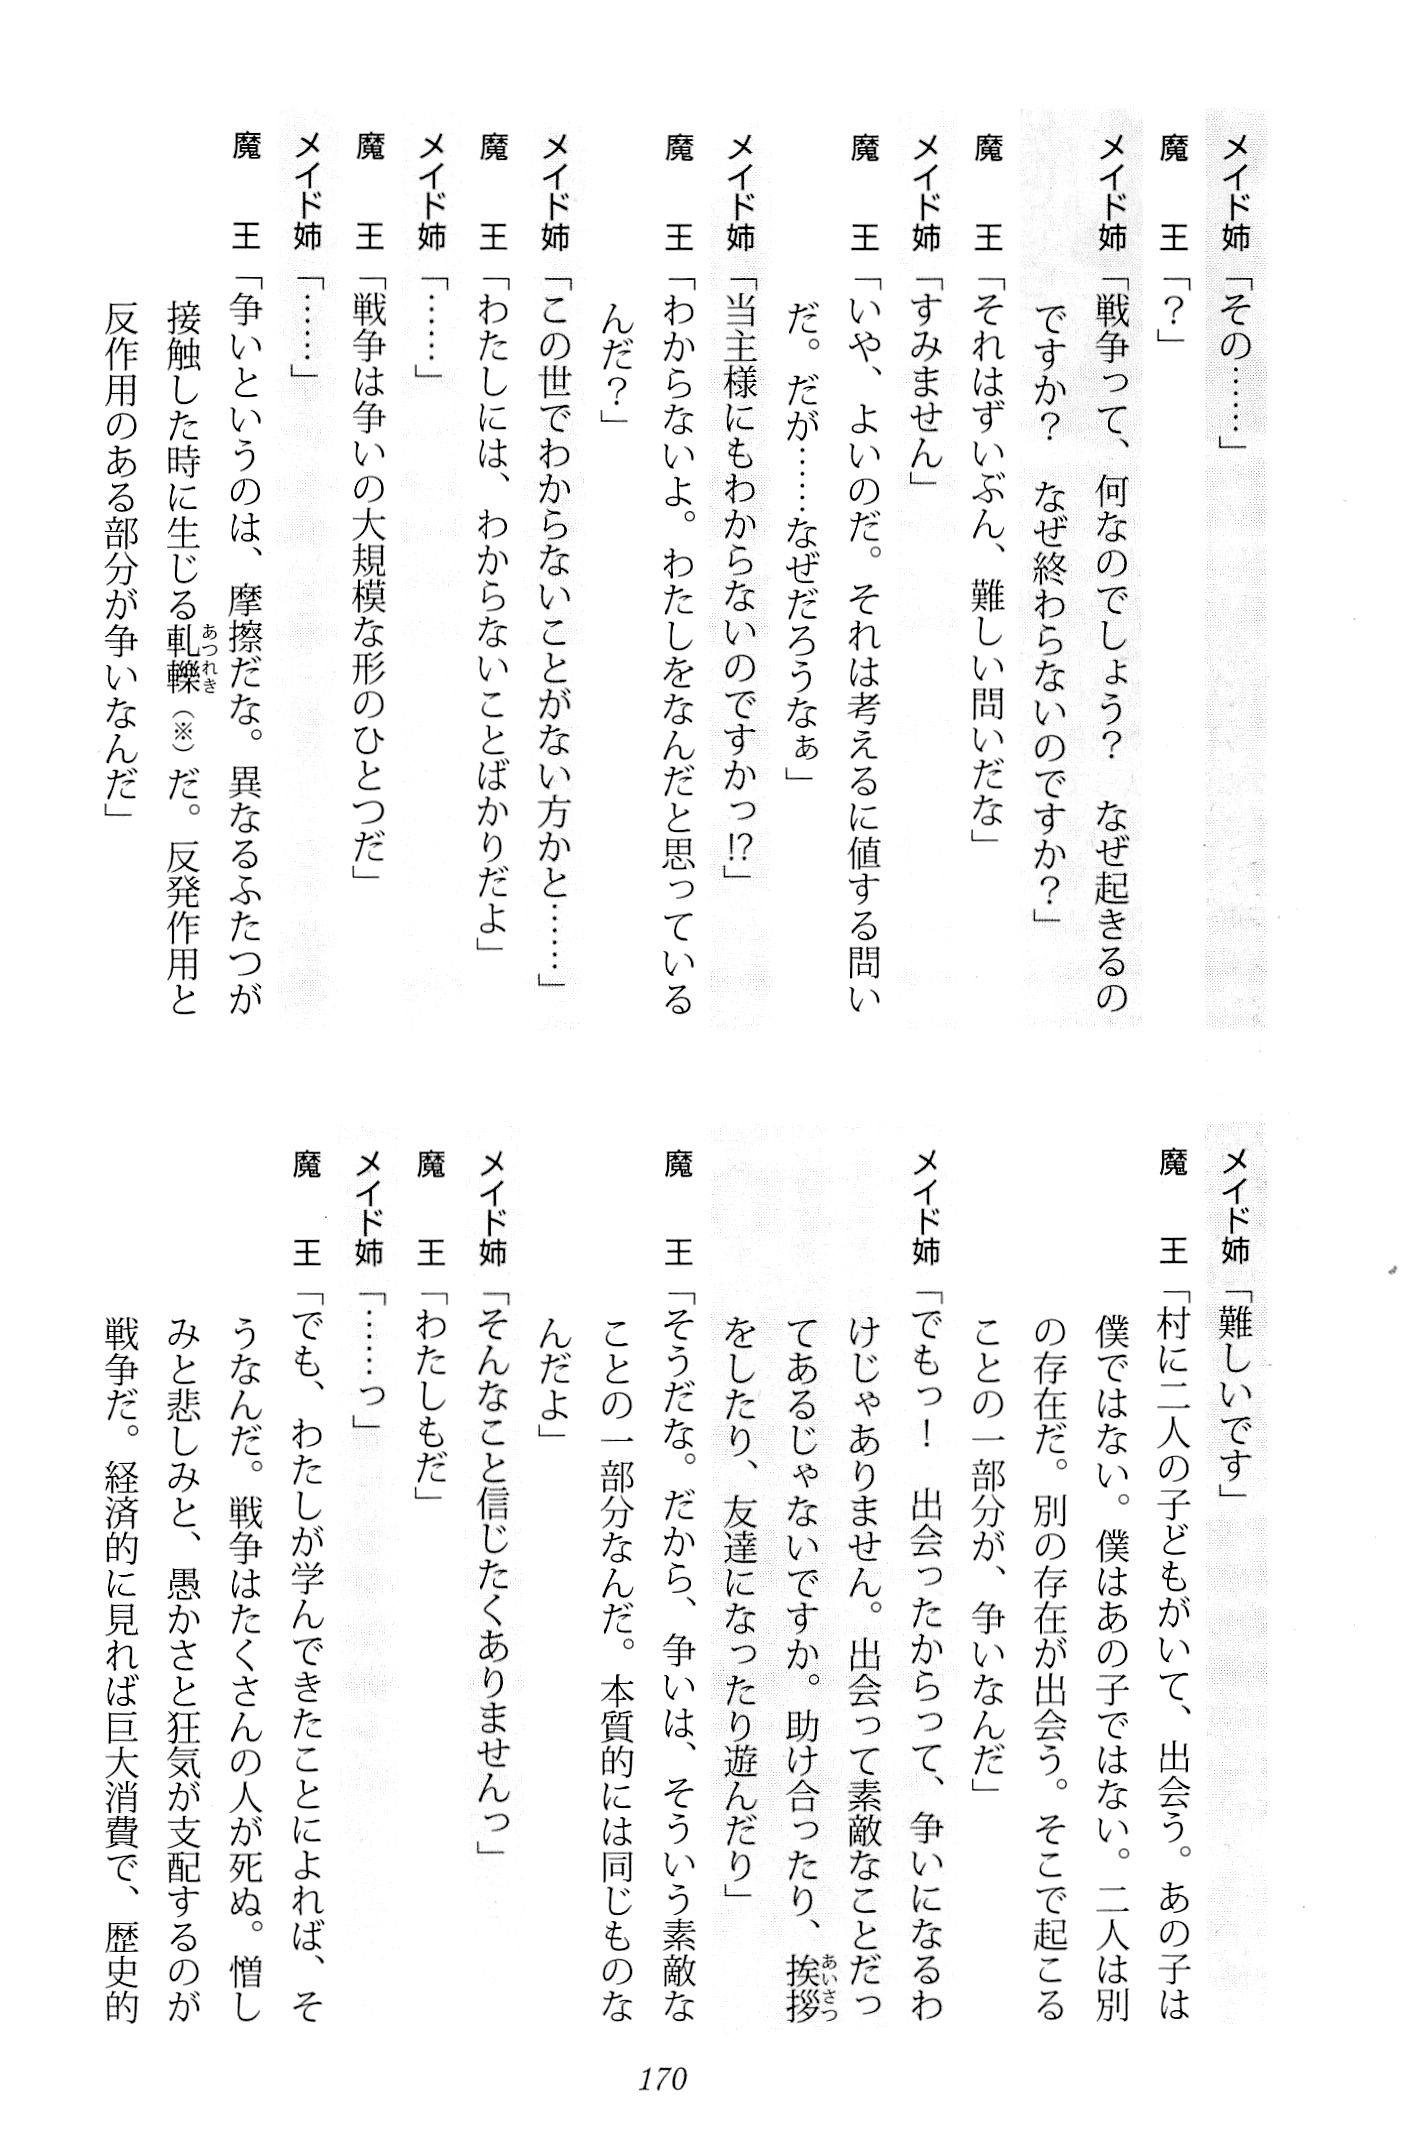 メイド姉「その……」
魔　　王「？」
メイド姉「戦争って、何なのでしょう？　なぜ起きるの
ですか？　なぜ終わらないのですか？」
魔　　王「それはずいぶん、難しい問いだな」
メイド姉「すみません」
魔　　王「いや、よいのだ。それは考えるに値する問い
だ。だが……なぜだろうなぁ」
メイド姉「当主様にもわからないのですかっ!?」
魔　　王「わからないよ。わたしをなんだと思っている
んだ？」
メイド姉「この世でわからないことがない方かと……」
魔　　王「わたしには、わからないことばかりだよ」
メイド姉「……」
魔　　王「戦争は争いの大規模な形のひとつだ」
メイド姉「……」
魔　　王「争いというのは、摩擦だな。異なるふたつが
接触した時に生じる軋轢（※）だ。反発作用と
あつれき
反作用のある部分が争いなんだ」
メイド姉「難しいです」
魔　　王「村に二人の子どもがいて、出会う。あの子は
僕ではない。僕はあの子ではない。二人は別
の存在だ。別の存在が出会う。そこで起こる
ことの一部分が、争いなんだ」
メイド姉「でもっ！　出会ったからって、争いになるわ
けじゃありません。出会って素敵なことだっ
てあるじゃないですか。助け合ったり、挨拶
あいさつ
をしたり、友達になったり遊んだり」
魔　　王「そうだな。だから、争いは、そういう素敵な
ことの一部分なんだ。本質的には同じものな
んだよ」
メイド姉「そんなこと信じたくありませんっ」
魔　　王「わたしもだ」
メイド姉「……っ」
魔　　王「でも、わたしが学んできたことによれば、そ
うなんだ。戦争はたくさんの人が死ぬ。憎し
みと悲しみと、愚かさと狂気が支配するのが
戦争だ。経済的に見れば巨大消費で、歴史的
170